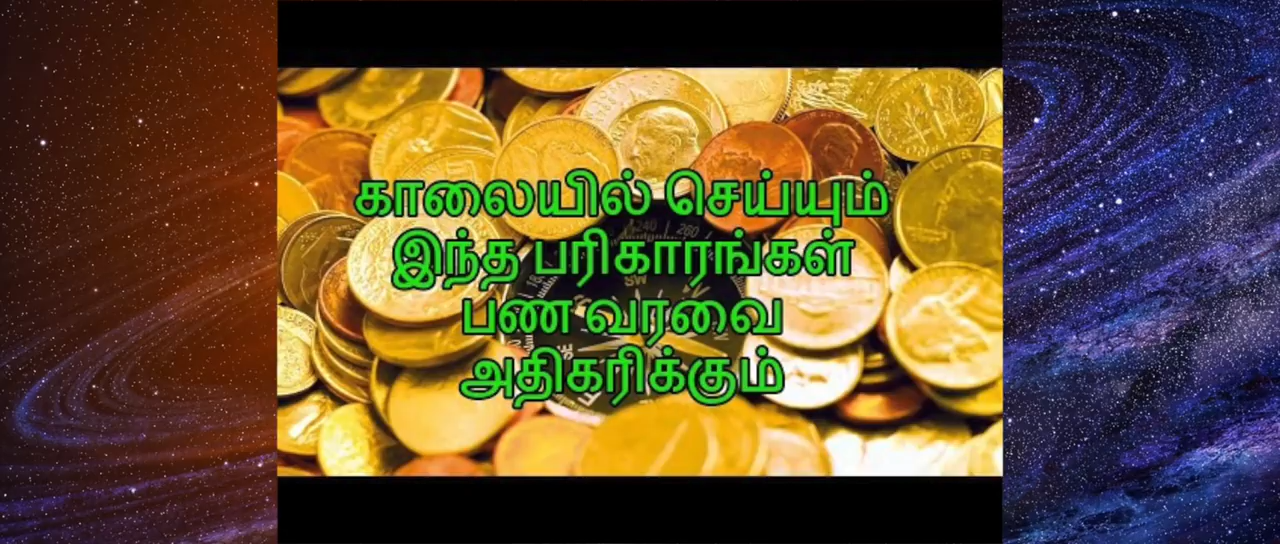 காலையில் செய்யும்
இந்த பரிகாரங்கள்
பண வரவை
அதிகரிக்கும்